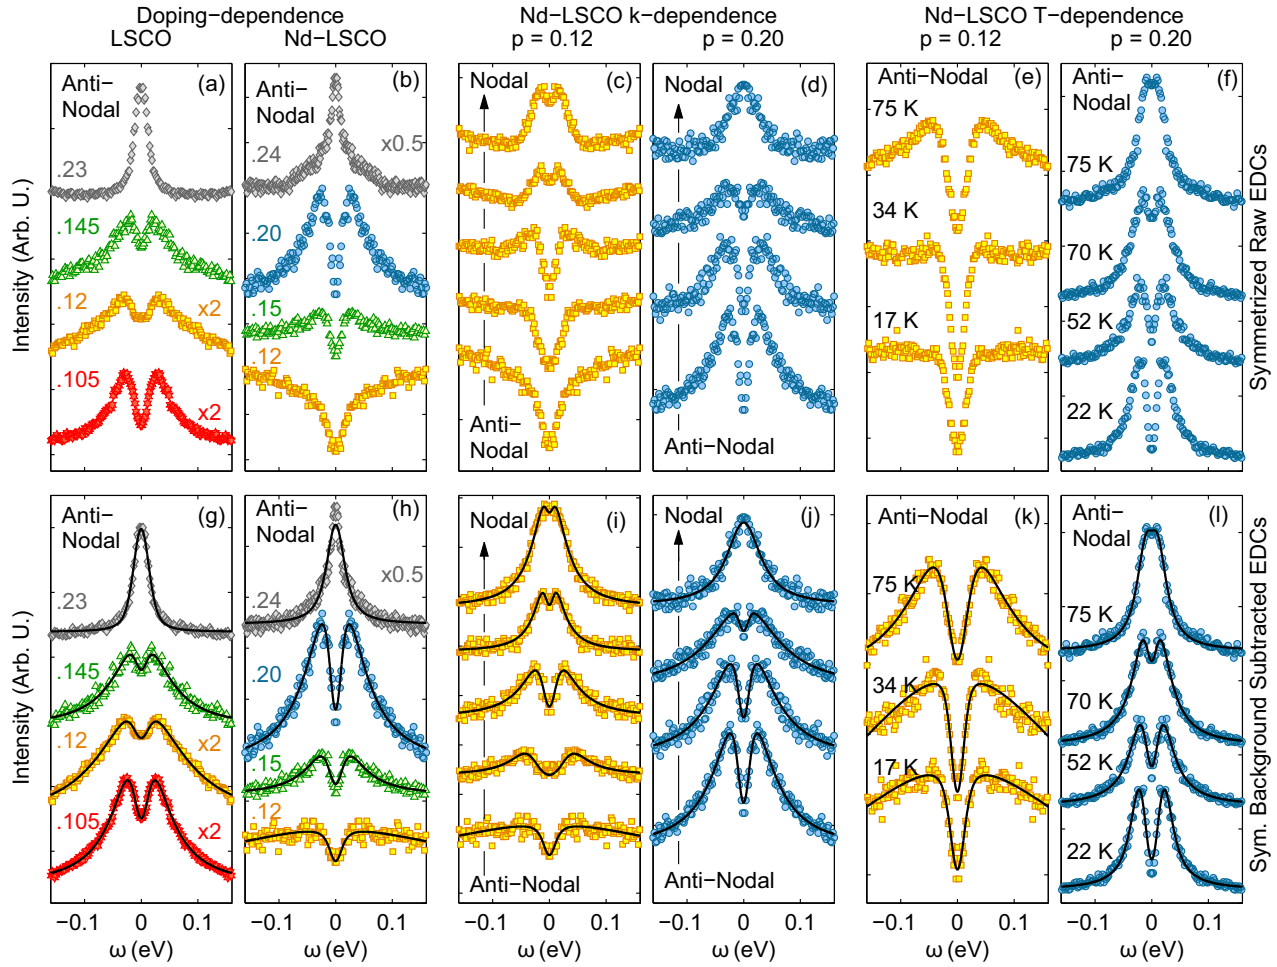 Doping−dependence
LSCO
Nd−LSCO
Nd−LSCO k−dependence
p = 0.12
p = 0.20
Nd−LSCO T−dependence
p = 0.12
p = 0.20
Intensity (Arb. U.)
Symmetrized Raw EDCs
Anti−
Nodal
(a)
.23
.145
.12
x2
.105
x2
Anti−
Nodal
(b)
.24
x0.5
.20
.15
.12
Nodal
(c)
Anti−
Nodal
Nodal
(d)
Anti−Nodal
(e)
Anti−Nodal
75 K
34 K
17 K
Anti−
Nodal
(f)
75 K
70 K
52 K
22 K
Intensity (Arb. U.)
Sym. Background Subtracted EDCs
Anti−
Nodal
(g)
.23
.145
.12
x2
.105
x2
Anti−
Nodal
(h)
x0.5
.24
.20
.15
.12
Nodal
(i)
Anti−Nodal
Nodal
(j)
Anti−Nodal
Anti−Nodal
(k)
75 K
34 K
17 K
Anti−
Nodal
(l)
75 K
70 K
52 K
22 K
−0.1 0 0.1
−0.1 0 0.1
−0.1 0 0.1
−0.1 0 0.1
−0.1 0 0.1
−0.1 0 0.1
ω (eV)
ω (eV)
ω (eV)
ω (eV)
ω (eV)
ω (eV)